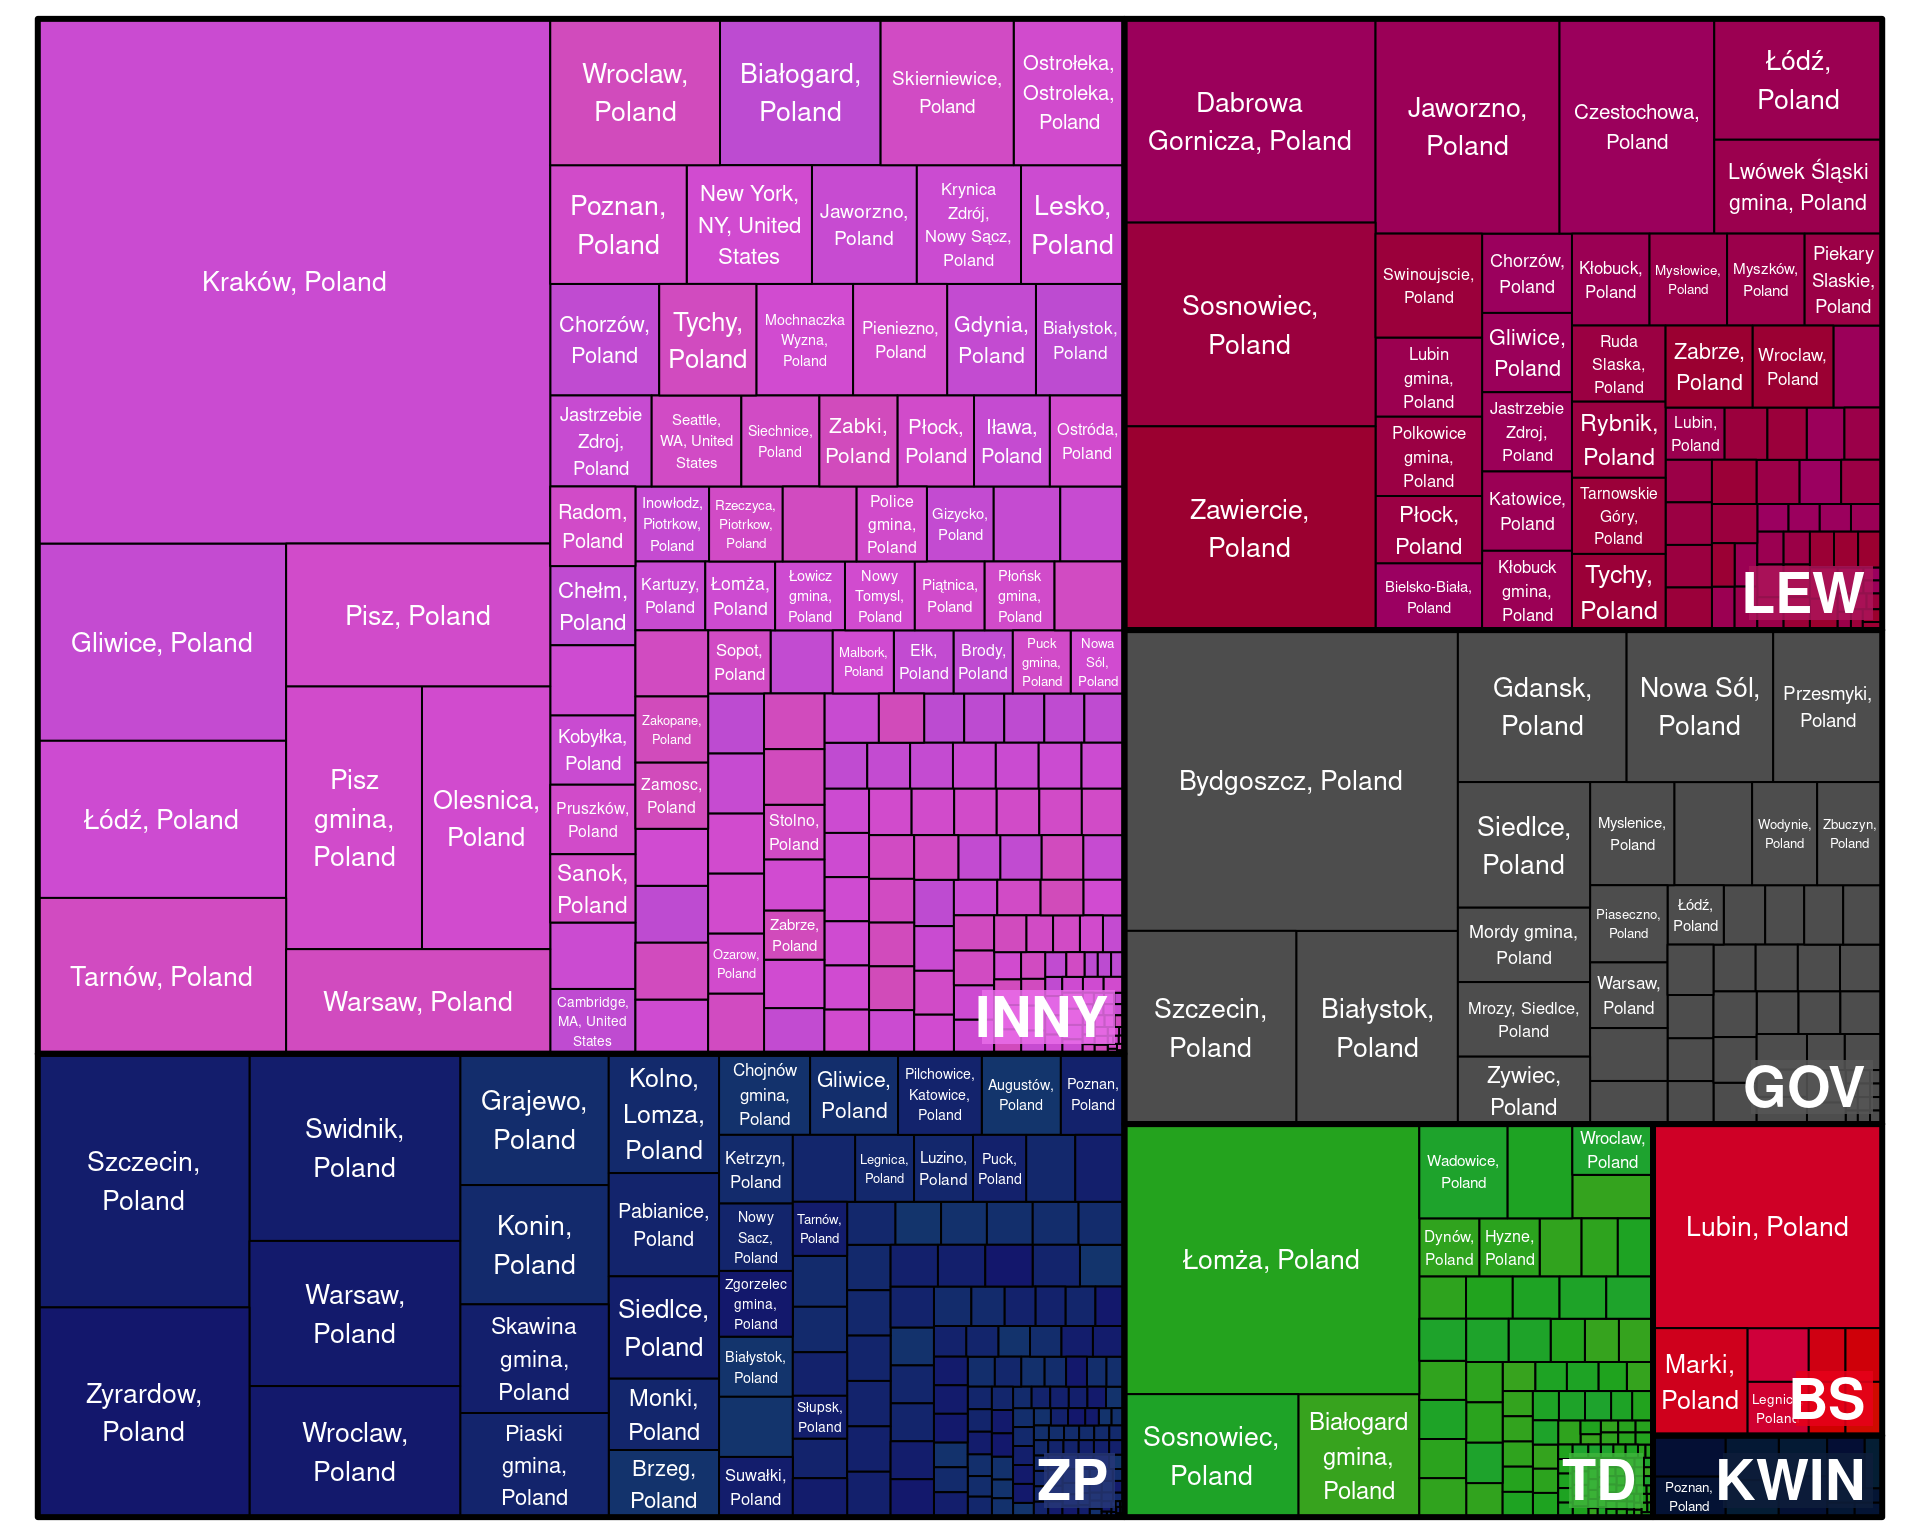 Kraków, Poland
Gliwice, Poland
Łódź, Poland
Tarnów, Poland
Pisz, Poland
Pisz
gmina,
Poland
Olesnica,
Poland
Warsaw, Poland
Wroclaw,
Poland
Białogard,
Poland
Skierniewice,
Poland
Ostrołeka,
Ostroleka,
Poland
Poznan,
Poland
New York,
NY, United
States
Jaworzno,
Poland
Krynica
Zdrój,
Nowy Sącz,
Poland
Lesko,
Poland
Chorzów,
Poland
Tychy,
Poland
Mochnaczka
Wyzna,
Poland
Pieniezno,
Poland
Gdynia,
Poland
Białystok,
Poland
Jastrzebie
Zdroj,
Poland
Seattle,
WA, United
States
Siechnice,
Poland
Zabki,
Poland
Płock,
Poland
Iława,
Poland
Ostróda,
Poland
Radom,
Poland
Inowłodz,
Piotrkow,
Poland
Rzeczyca,
Piotrkow,
Poland
Police
gmina,
Poland
Gizycko,
Poland
Chełm,
Poland
Kartuzy,
Poland
Łomża,
Poland
Łowicz
gmina,
Poland
Nowy
Tomysl,
Poland
Piątnica,
Poland
Płońsk
gmina,
Poland
Sopot,
Poland
Malbork,
Poland
Ełk,
Poland
Brody,
Poland
Puck
gmina,
Poland
Nowa
Sól,
Poland
Kobyłka,
Poland
Zakopane,
Poland
Pruszków,
Poland
Zamosc,
Poland
Stolno,
Poland
Sanok,
Poland
Zabrze,
Poland
Ozarow,
Poland
Cambridge,
MA, United
States
INNY
Dabrowa
Gornicza, Poland
Sosnowiec,
Poland
Zawiercie,
Poland
Jaworzno,
Poland
Czestochowa,
Poland
Łódź,
Poland
Lwówek Śląski
gmina, Poland
Swinoujscie,
Poland
Chorzów,
Poland
Kłobuck,
Poland
Mysłowice,
Poland
Myszków,
Poland
Piekary
Slaskie,
Poland
Lubin
gmina,
Poland
Gliwice,
Poland
Ruda
Slaska,
Poland
Zabrze,
Poland
Wroclaw,
Poland
Polkowice
gmina,
Poland
Jastrzebie
Zdroj,
Poland
Rybnik,
Poland
Lubin,
Poland
Płock,
Poland
Katowice,
Poland
Tarnowskie
Góry,
Poland
Bielsko-Biała,
Poland
Kłobuck
gmina,
Poland
Tychy,
Poland
LEW
Bydgoszcz, Poland
Szczecin,
Poland
Białystok,
Poland
Gdansk,
Poland
Nowa Sól,
Poland
Przesmyki,
Poland
Siedlce,
Poland
Myslenice,
Poland
Wodynie,
Poland
Zbuczyn,
Poland
Mordy gmina,
Poland
Piaseczno,
Poland
Łódź,
Poland
Mrozy, Siedlce,
Poland
Warsaw,
Poland
Zywiec,
Poland
GOV
Szczecin,
Poland
Zyrardow,
Poland
Swidnik,
Poland
Warsaw,
Poland
Wroclaw,
Poland
Grajewo,
Poland
Konin,
Poland
Skawina
gmina,
Poland
Piaski
gmina,
Poland
Kolno,
Lomza,
Poland
Pabianice,
Poland
Siedlce,
Poland
Monki,
Poland
Brzeg,
Poland
Chojnów
gmina,
Poland
Gliwice,
Poland
Pilchowice,
Katowice,
Poland
Augustów,
Poland
Poznan,
Poland
Ketrzyn,
Poland
Legnica,
Poland
Luzino,
Poland
Puck,
Poland
Nowy
Sacz,
Poland
Tarnów,
Poland
Zgorzelec
gmina,
Poland
Białystok,
Poland
Słupsk,
Poland
Suwałki,
Poland
ZP
Łomża, Poland
Sosnowiec,
Poland
Białogard
gmina,
Poland
Wadowice,
Poland
Wroclaw,
Poland
Dynów,
Poland
Hyzne,
Poland
TD
Lubin, Poland
Marki,
Poland
Legnica,
Poland
BS
Poznan,
Poland
KWIN